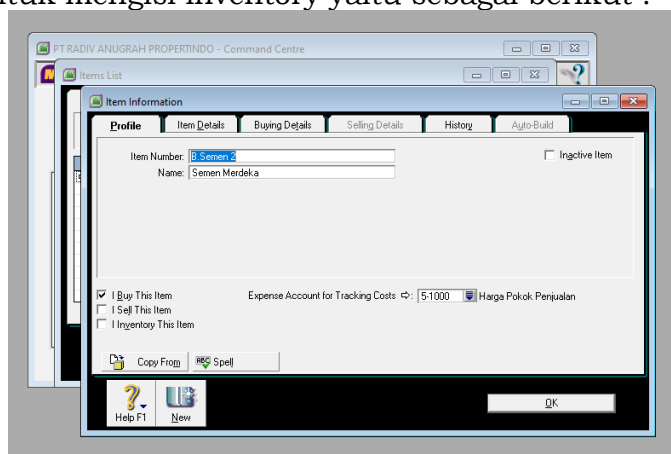 tuk mengisi inventory yaitu sebagai berikut :
PT RADIV ANUGRAH PROPERTINDO - Command Centre
Items List
Item Information
Profile Item Details Buying Details Selling Details History Auto-Build
Item Number: B.Semen 2 Inactive Item
Name: Semen Merdeka
I Buy This Item Expense Account for Tracking Costs 5-1000 Harga Pokok Penjualan
I Sell This Item
I Inventory This Item
Copy From ABC Spell
Help F1 New OK